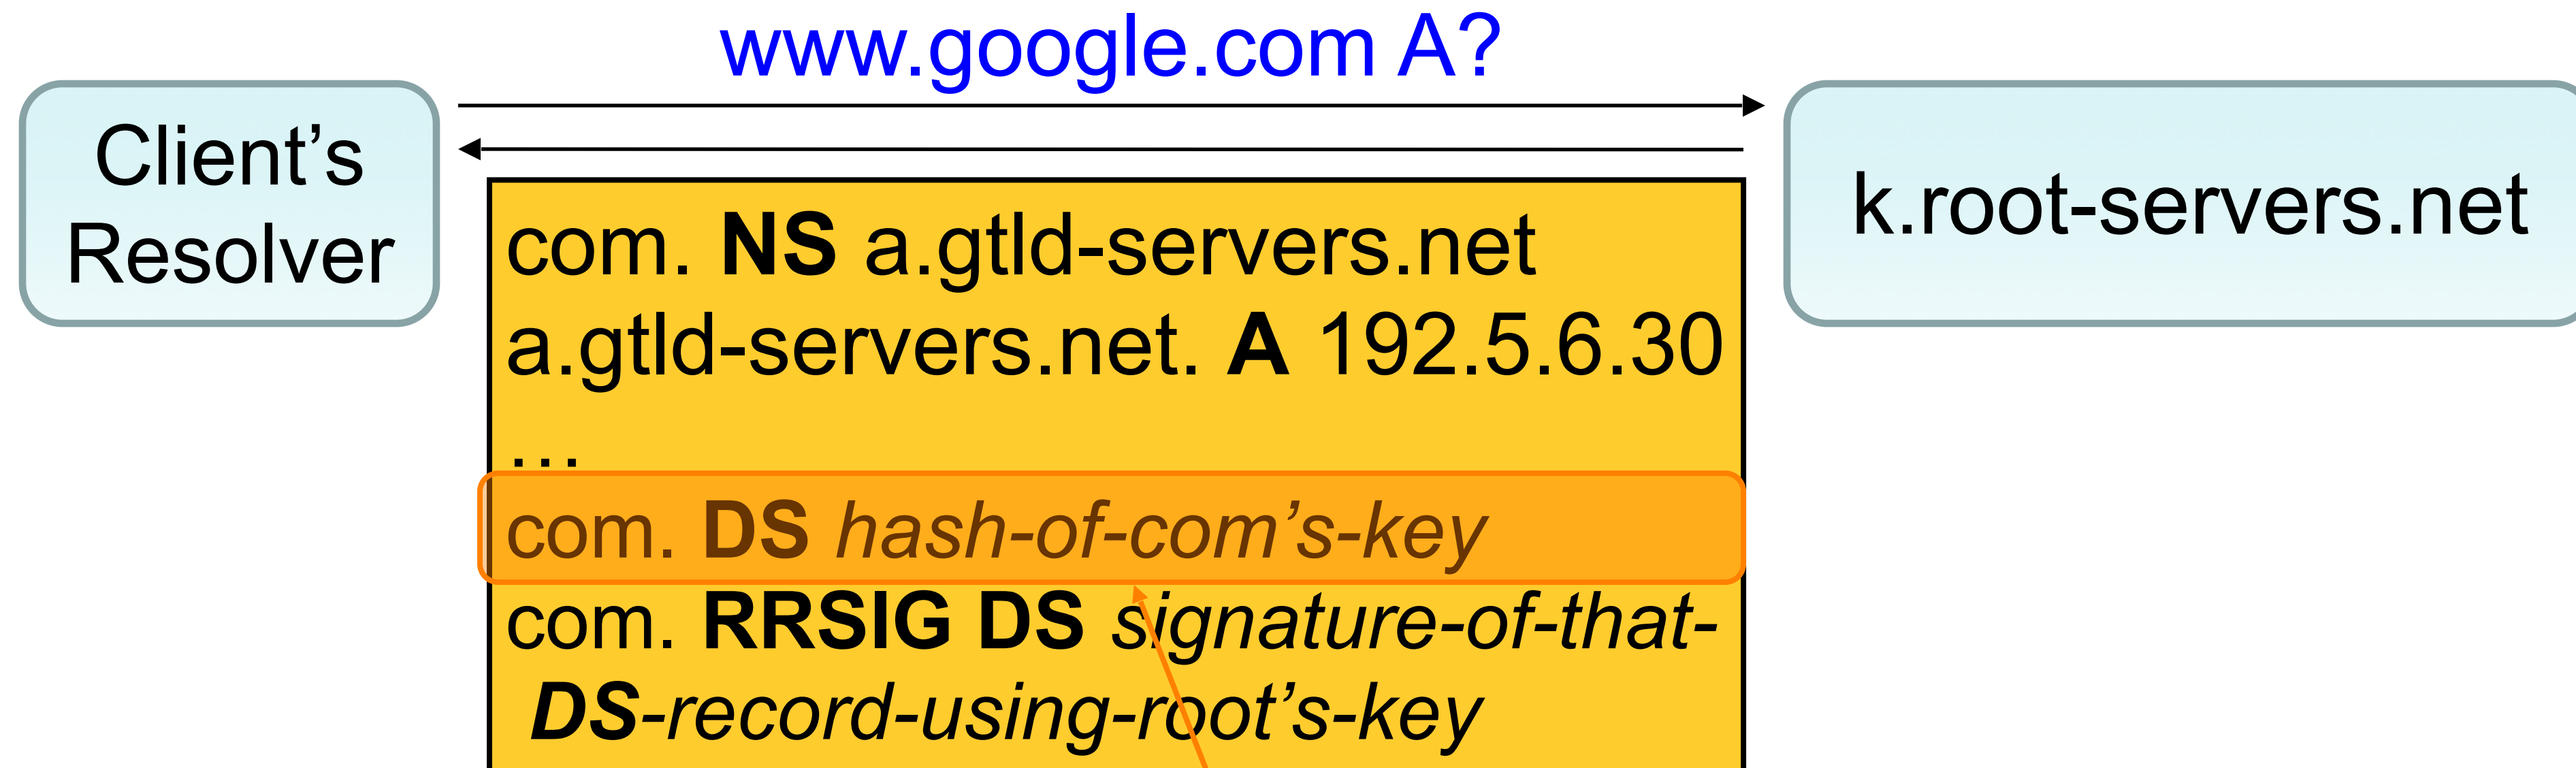 www.google.com A?
Client’s
Resolver
k.root-servers.net
com. NS a.gtld-servers.net
a.gtld-servers.net. A 192.5.6.30
…
com. DS hash-of-com’s-key
com. RRSIG DS signature-of-that-
DS-record-using-root’s-key